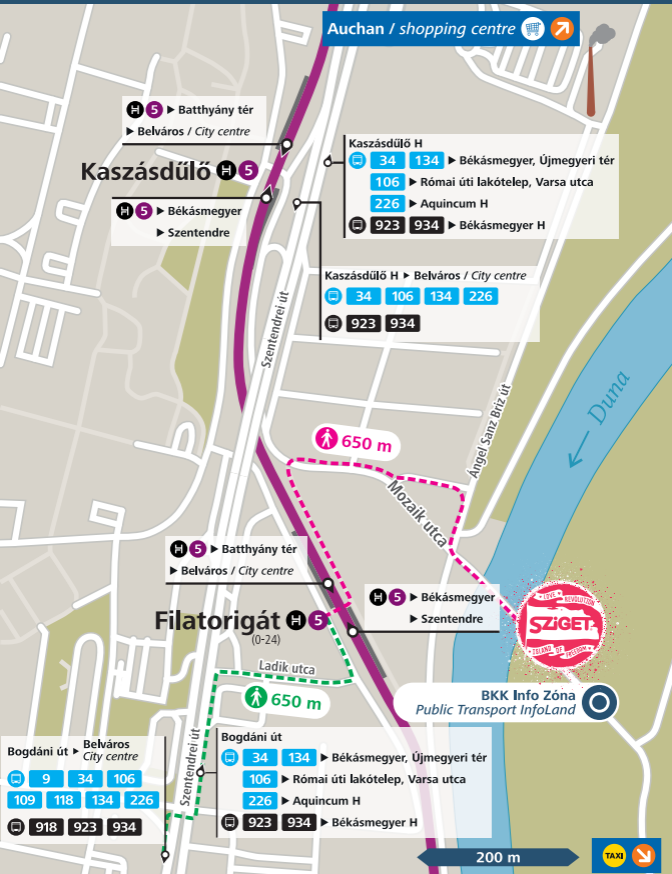 Auchan / shopping centre
H 5 ▶ Batthyány tér
▶ Belváros / City centre
Kaszásdűlő H 5
H 5 ▶ Békásmegyer
▶ Szentendre
Kaszásdűlő H
34 134 ▶ Békásmegyer, Újmegyeri tér
106 ▶ Római úti lakótelep, Varsa utca
226 ▶ Aquincum H
923 934 ▶ Békásmegyer H
Kaszásdűlő H ▶ Belváros / City centre
34 106 134 226
923 934
Szentendrei út
Ángel Sanz Briz út
← Duna
650 m
Mozaik utca
H 5 ▶ Batthyány tér
▶ Belváros / City centre
Filatorigát H 5
(0-24)
H 5 ▶ Békásmegyer
▶ Szentendre
LOVE REVOLUTION
SZIGET
ISLAND OF FREEDOM
Ladik utca
650 m
BKK Info Zóna
Public Transport InfoLand
Szentendrei út
Bogdáni út ▶ Belváros
City centre
9 34 106
109 118 134 226
918 923 934
Bogdáni út
34 134 ▶ Békásmegyer, Újmegyeri tér
106 ▶ Római úti lakótelep, Varsa utca
226 ▶ Aquincum H
923 934 ▶ Békásmegyer H
200 m
TAXI